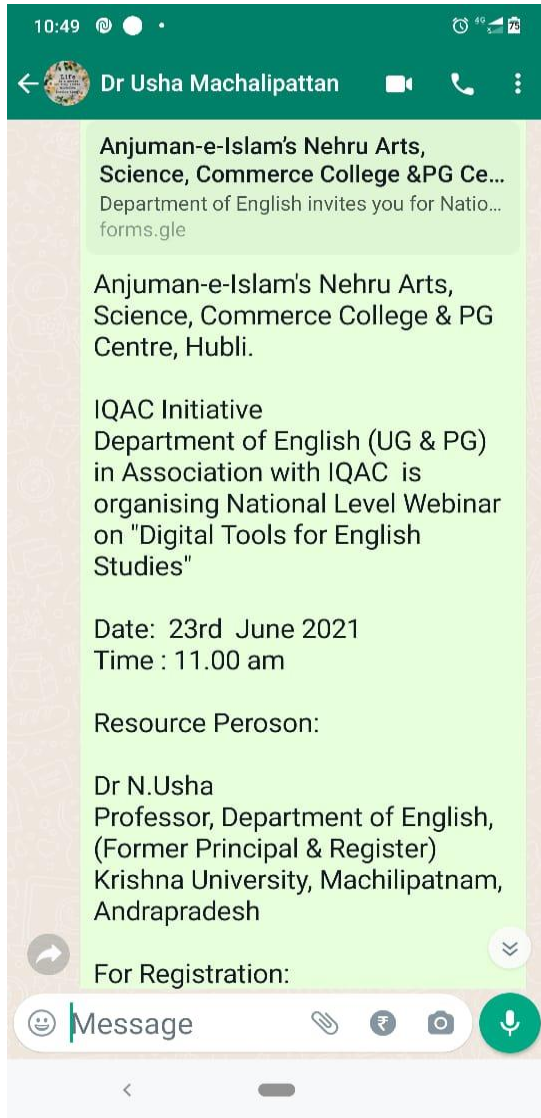 10:49
4G
75
Dr Usha Machalipattan
Anjuman-e-Islam's Nehru Arts,
Science, Commerce College &PG Ce...
Department of English invites you for Natio...
forms.gle
Anjuman-e-Islam's Nehru Arts,
Science, Commerce College & PG
Centre, Hubli.
IQAC Initiative
Department of English (UG & PG)
in Association with IQAC is
organising National Level Webinar
on "Digital Tools for English
Studies"
Date: 23rd June 2021
Time : 11.00 am
Resource Peroson:
Dr N.Usha
Professor, Department of English,
(Former Principal & Register)
Krishna University, Machilipatnam,
Andrapradesh
For Registration:
Message
₹